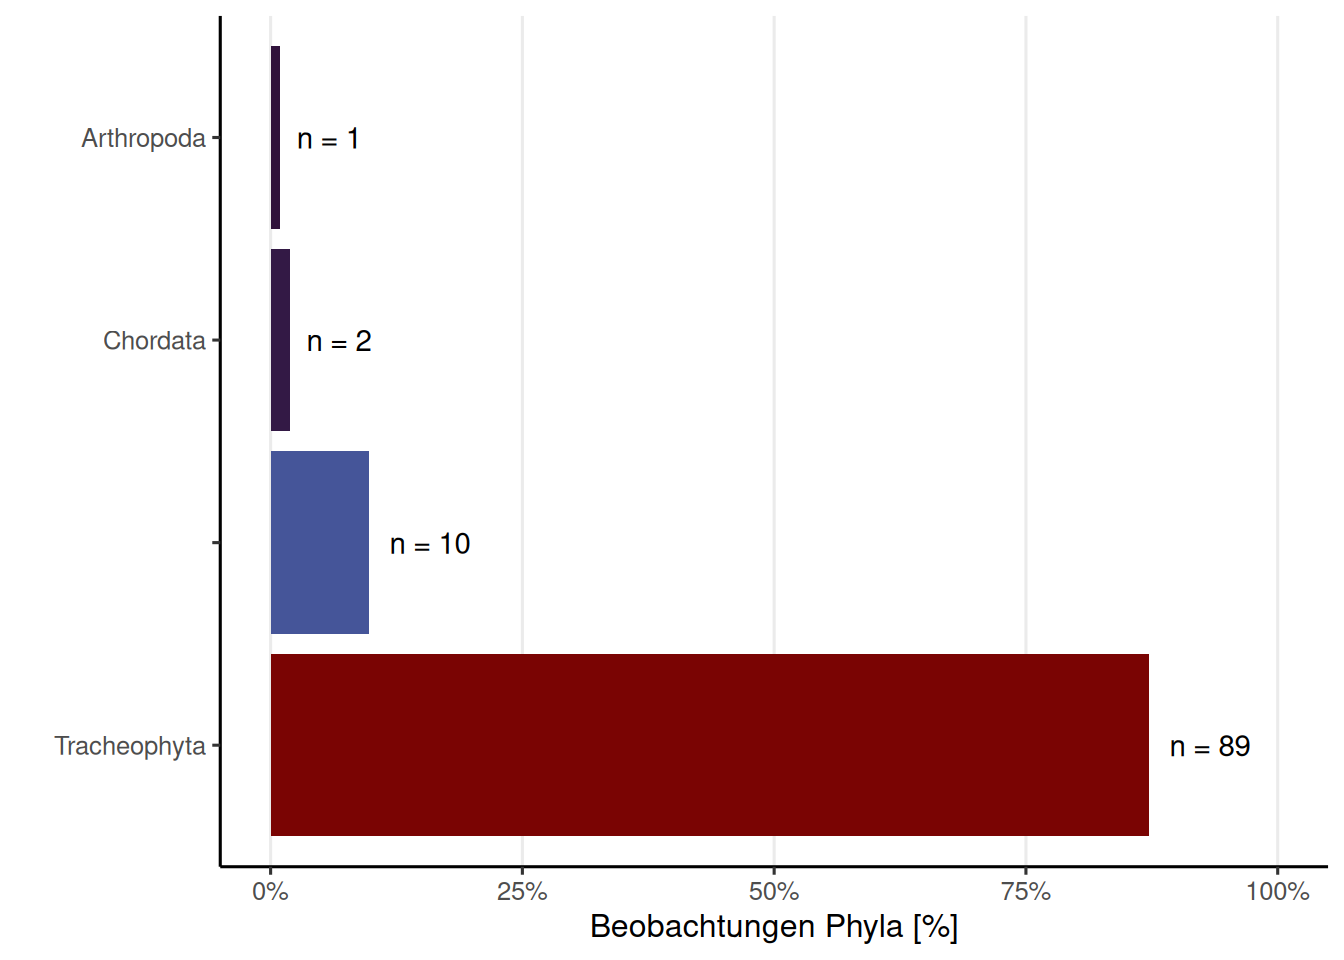 Arthropoda
n = 1
Chordata
n = 2
n = 10
Tracheophyta
n = 89
0% 25% 50% 75% 100%
Beobachtungen Phyla [%]